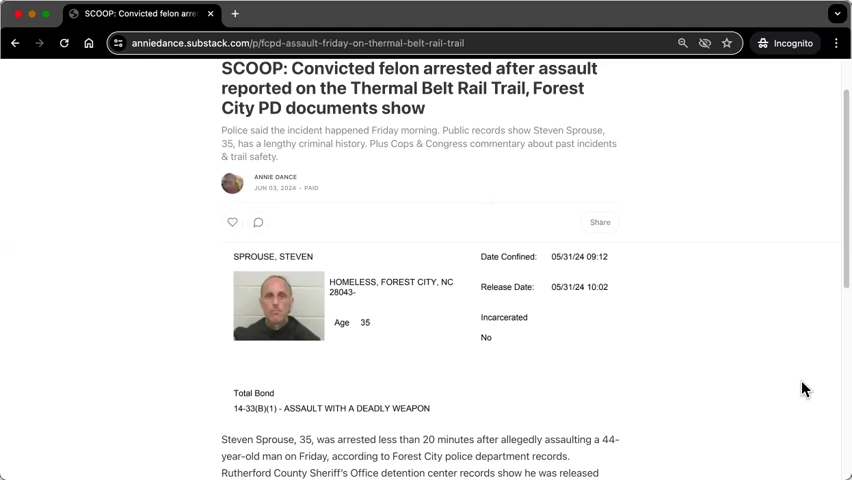 SCOOP: Convicted felon arre
anniedance.substack.com/p/fcpd-assault-friday-on-thermal-belt-rail-trail
Incognito
SCOOP: Convicted felon arrested after assault
reported on the Thermal Belt Rail Trail, Forest
City PD documents show
Police said the incident happened Friday morning. Public records show Steven Sprouse,
35, has a lengthy criminal history. Plus Cops & Congress commentary about past incidents
& trail safety.
ANNIE DANCE
JUN 03, 2024 • PAID
Share
SPROUSE, STEVEN
Date Confined: 05/31/24 09:12
HOMELESS, FOREST CITY, NC
28043-
Release Date: 05/31/24 10:02
Age 35
Incarcerated
No
Total Bond
14-33(B)(1) - ASSAULT WITH A DEADLY WEAPON
Steven Sprouse, 35, was arrested less than 20 minutes after allegedly assaulting a 44-
year-old man on Friday, according to Forest City police department records.
Rutherford County Sheriff's Office detention center records show he was released